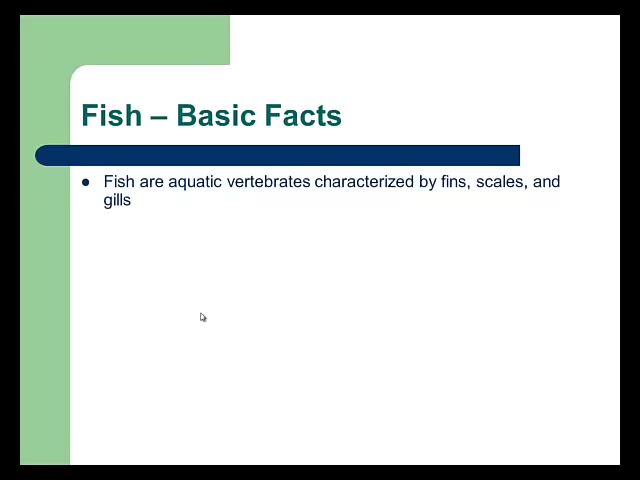 Fish – Basic Facts
Fish are aquatic vertebrates characterized by fins, scales, and
gills